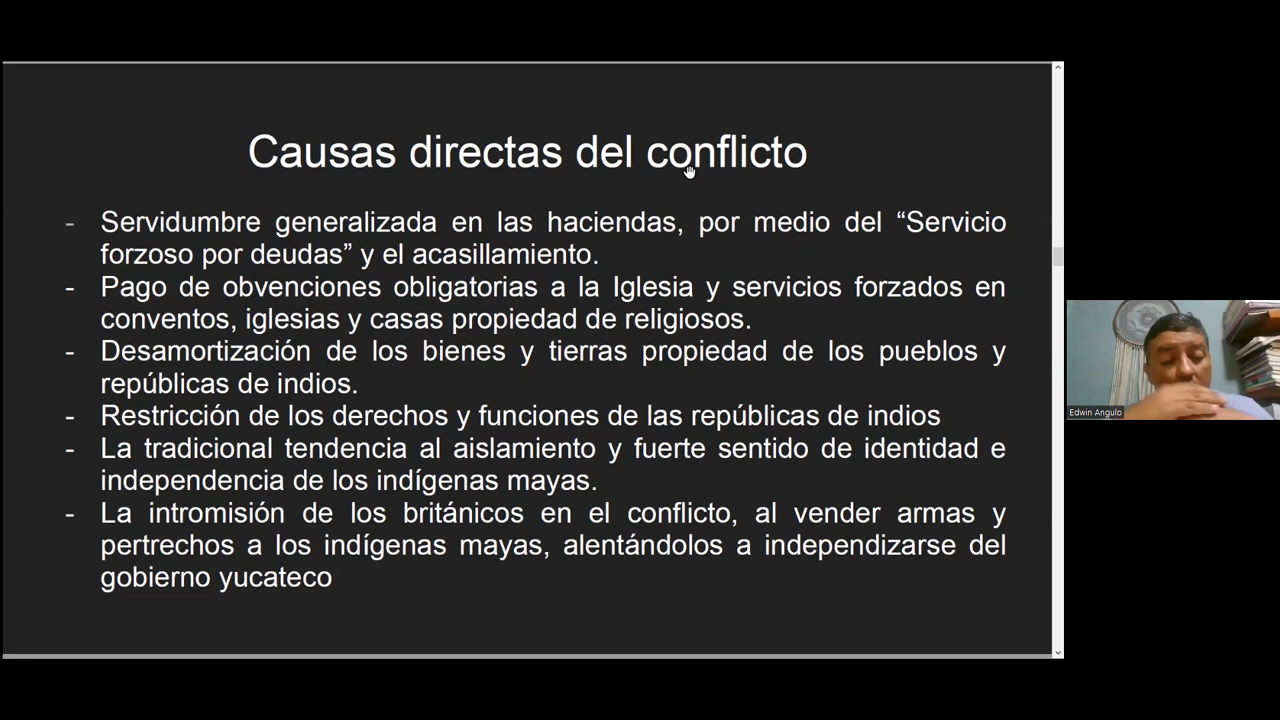 Causas directas del conflicto
- Servidumbre generalizada en las haciendas, por medio del “Servicio
forzoso por deudas” y el acasillamiento.
- Pago de obvenciones obligatorias a la Iglesia y servicios forzados en
conventos, iglesias y casas propiedad de religiosos.
- Desamortización de los bienes y tierras propiedad de los pueblos y
repúblicas de indios.
- Restricción de los derechos y funciones de las repúblicas de indios
- La tradicional tendencia al aislamiento y fuerte sentido de identidad e
independencia de los indígenas mayas.
- La intromisión de los británicos en el conflicto, al vender armas y
pertrechos a los indígenas mayas, alentándolos a independizarse del
gobierno yucateco
Edwin Angulo